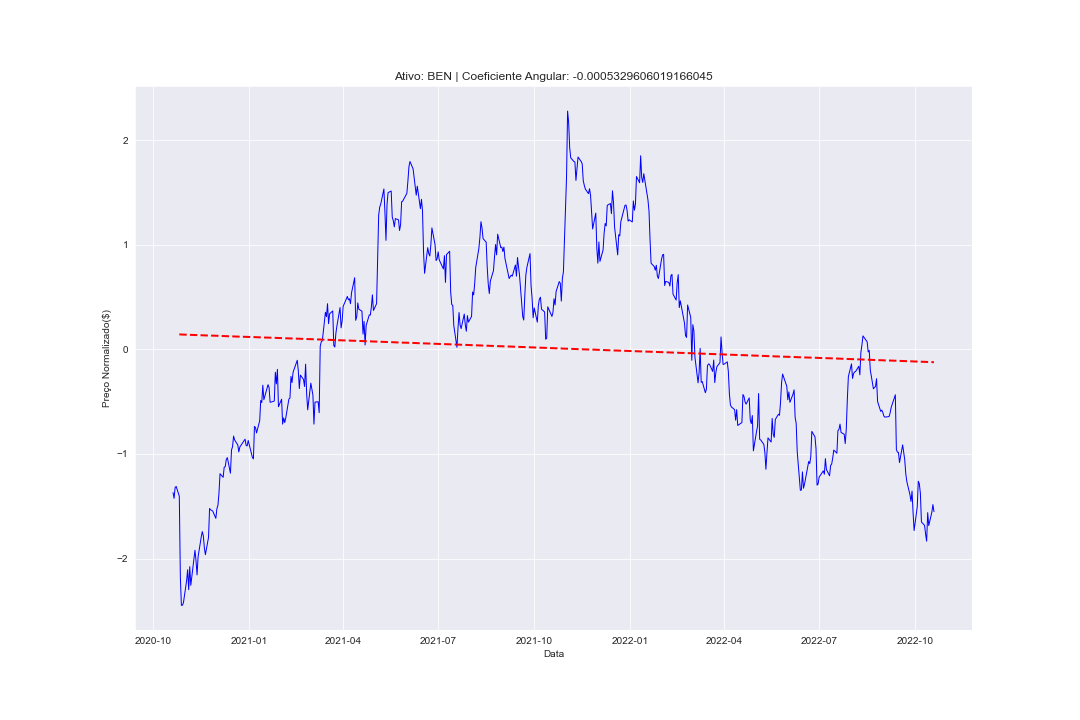 Ativo: BEN | Coeficiente Angular: -0.0005329606019166045
Preço Normalizado($)
2
1
0
−1
−2
2020-10 2021-01 2021-04 2021-07 2021-10 2022-01 2022-04 2022-07 2022-10
Data